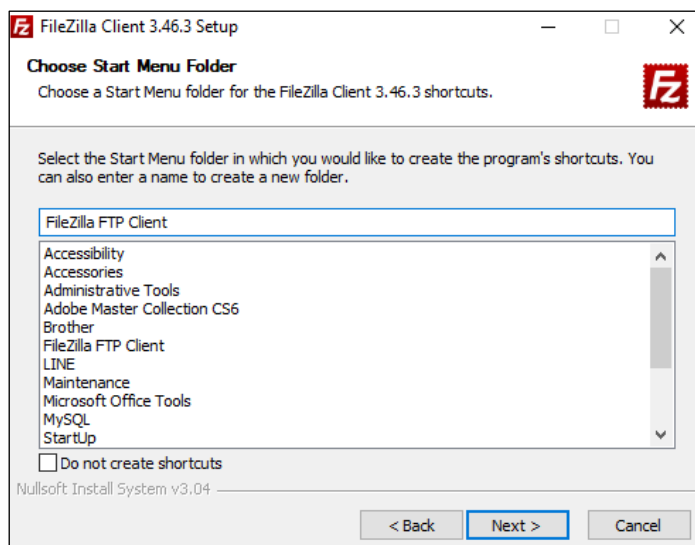 FileZilla Client 3.46.3 Setup
Choose Start Menu Folder
Choose a Start Menu folder for the FileZilla Client 3.46.3 shortcuts.
Fz
Select the Start Menu folder in which you would like to create the program's shortcuts. You
can also enter a name to create a new folder.
FileZilla FTP Client
Accessibility
Accessories
Administrative Tools
Adobe Master Collection CS6
Brother
FileZilla FTP Client
LINE
Maintenance
Microsoft Office Tools
MySQL
StartUp
Do not create shortcuts
Nullsoft Install System v3.04
< Back
Next >
Cancel